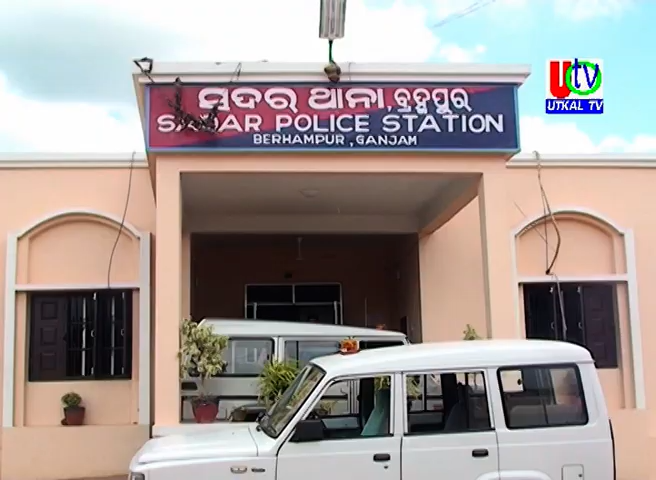 ସଦର ଥାନା, ବ୍ରହ୍ମପୁର
SADAR POLICE STATION
BERHAMPUR, GANJAM
UTV
UTKAL TV